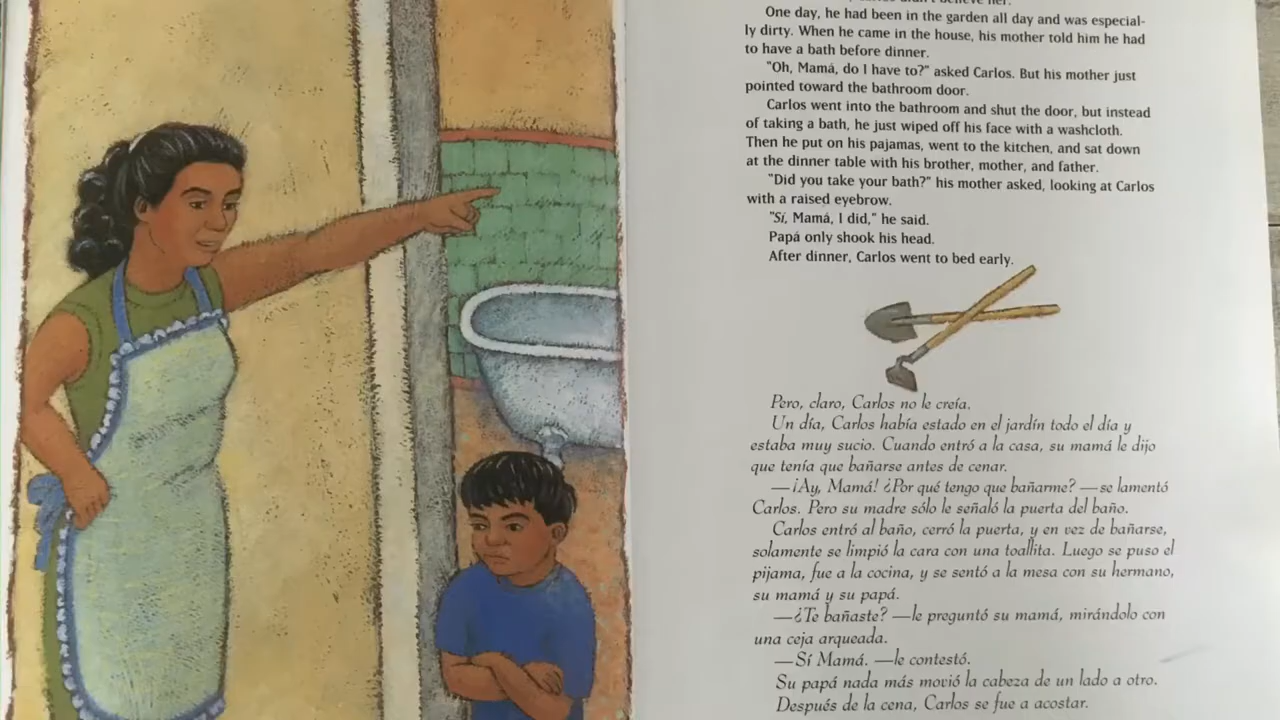 One day, he had been in the garden all day and was especial-
ly dirty. When he came in the house, his mother told him he had
to have a bath before dinner.
"Oh, Mamá, do I have to?" asked Carlos. But his mother just
pointed toward the bathroom door.
Carlos went into the bathroom and shut the door, but instead
of taking a bath, he just wiped off his face with a washcloth.
Then he put on his pajamas, went to the kitchen, and sat down
at the dinner table with his brother, mother, and father.
"Did you take your bath?" his mother asked, looking at Carlos
with a raised eyebrow.
"Sí, Mamá, I did," he said.
Papá only shook his head.
After dinner, Carlos went to bed early.
Pero, claro, Carlos no le creía.
Un día, Carlos había estado en el jardín todo el día y
estaba muy sucio. Cuando entró a la casa, su mamá le dijo
que tenía que bañarse antes de cenar.
—¡Ay, Mamá! ¿Por qué tengo que bañarme? —se lamentó
Carlos. Pero su madre sólo le señaló la puerta del baño.
Carlos entró al baño, cerró la puerta, y en vez de bañarse,
solamente se limpió la cara con una toallita. Luego se puso el
pijama, fue a la cocina, y se sentó a la mesa con su hermano,
su mamá y su papá.
—¿Te bañaste? —le preguntó su mamá, mirándolo con
una ceja arqueada.
—Sí Mamá. —le contestó.
Su papá nada más movió la cabeza de un lado a otro.
Después de la cena, Carlos se fue a acostar.